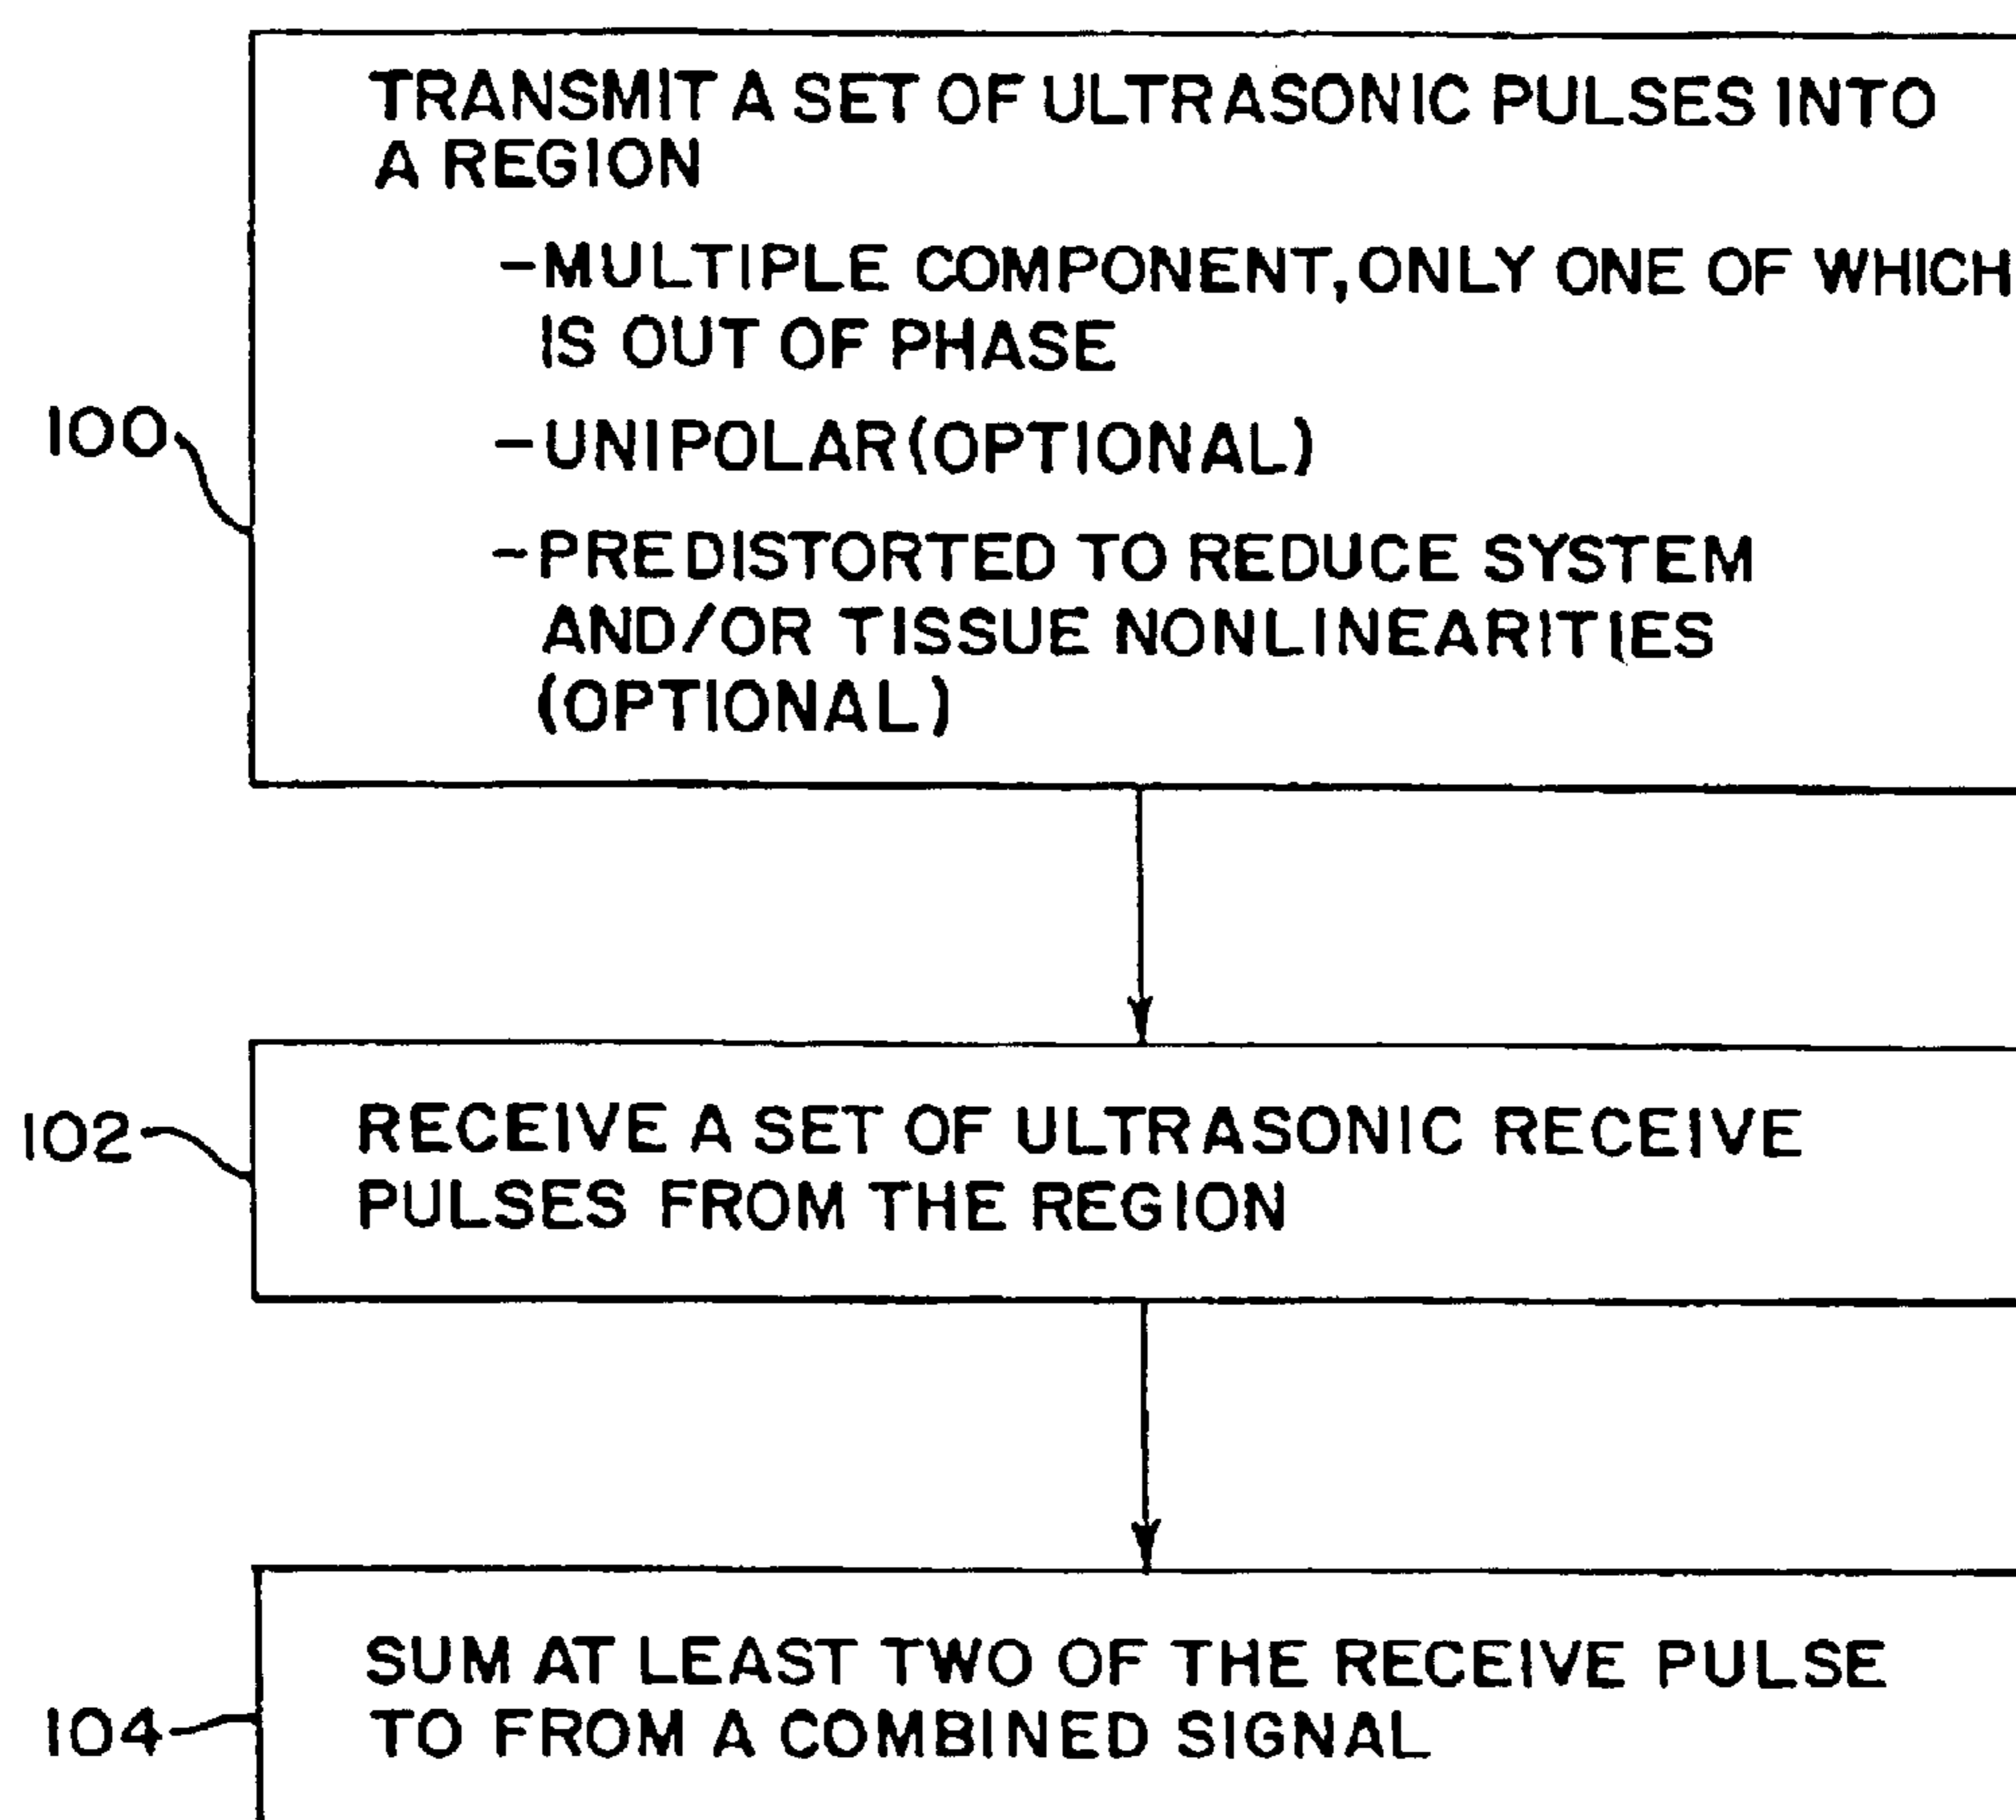 TRANSMIT A SET OF ULTRASONIC PULSES INTO
A REGION
-MULTIPLE COMPONENT, ONLY ONE OF WHICH
IS OUT OF PHASE
100
-UNIPOLAR (OPTIONAL)
-PREDISTORTED TO REDUCE SYSTEM
AND/OR TISSUE NONLINEARITIES
(OPTIONAL)
102
RECEIVE A SET OF ULTRASONIC RECEIVE
PULSES FROM THE REGION
SUM AT LEAST TWO OF THE RECEIVE PULSE
104
TO FROM A COMBINED SIGNAL